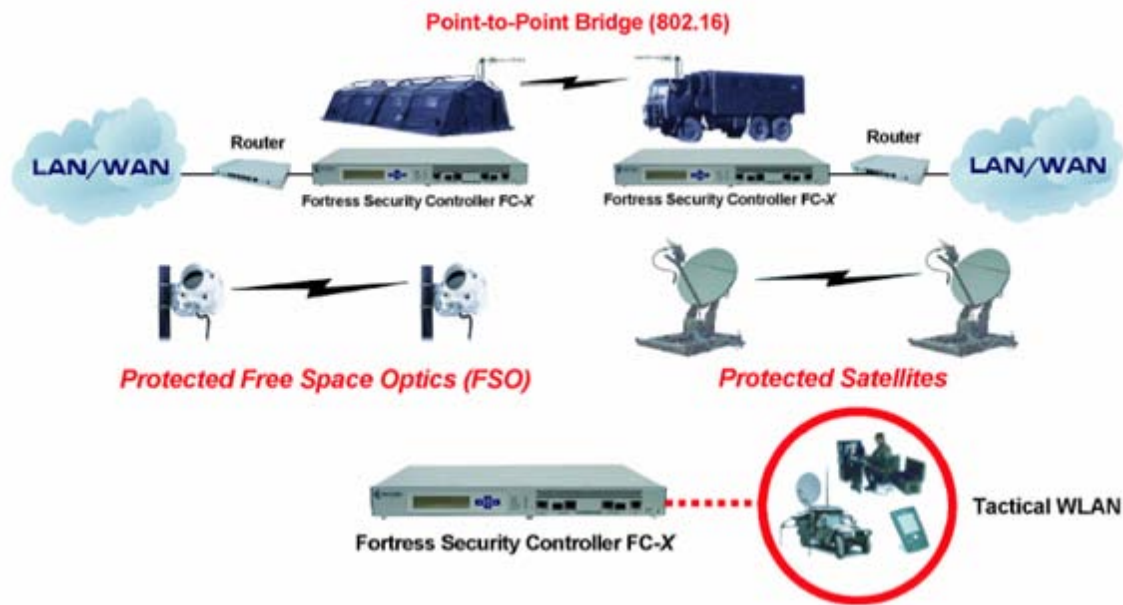 Point-to-Point Bridge (802.16)
LAN/WAN
Router
Fortress Security Controller FC-X
Fortress Security Controller FC-X
Router
LAN/WAN
Protected Free Space Optics (FSO)
Protected Satellites
Fortress Security Controller FC-X
Tactical WLAN